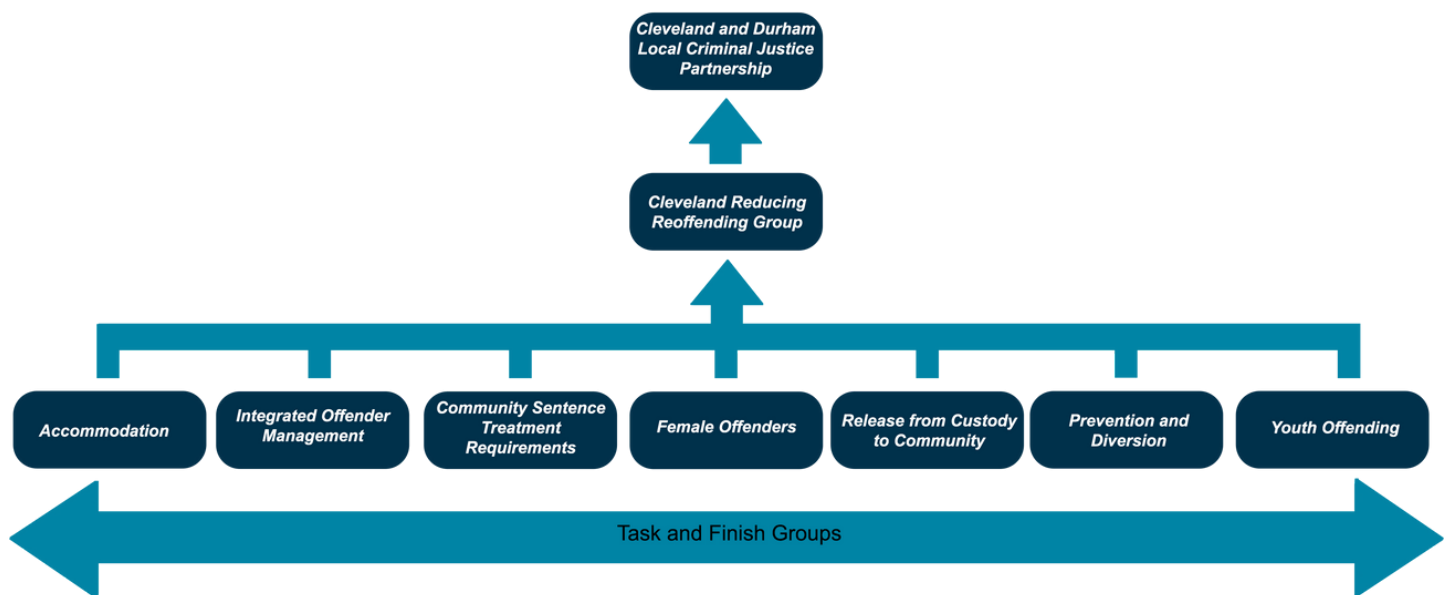 Cleveland and Durham
Local Criminal Justice
Partnership
Cleveland Reducing
Reoffending Group
Accommodation
Integrated Offender
Management
Community Sentence
Treatment
Requirements
Female Offenders
Release from Custody
to Community
Prevention and
Diversion
Youth Offending
Task and Finish Groups